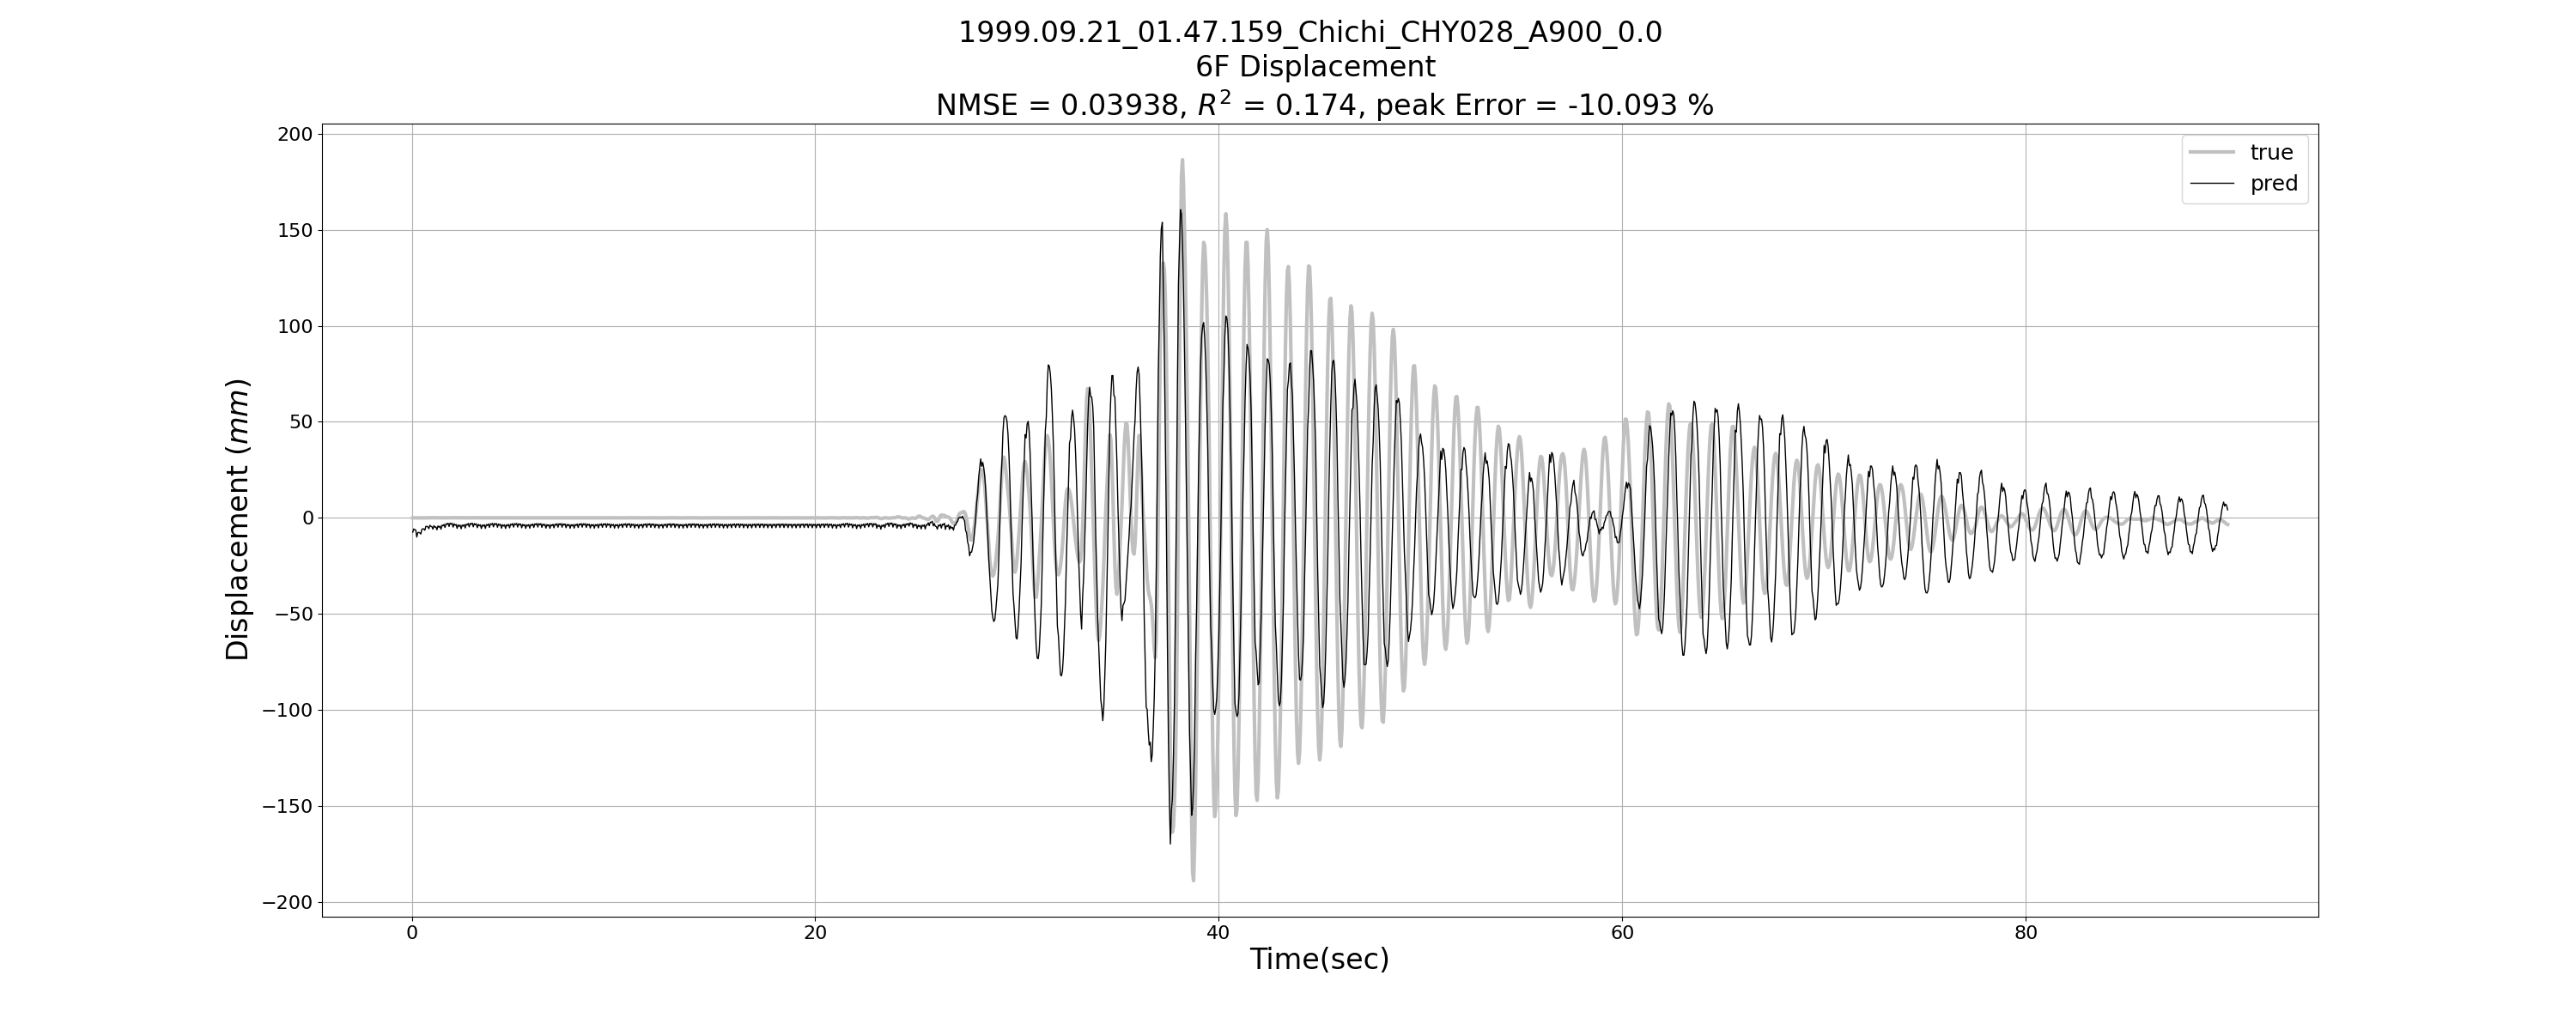 1999.09.21_01.47.159_Chichi_CHY028_A900_0.0
6F Displacement
NMSE = 0.03938, R² = 0.174, peak Error = -10.093 %
true
pred
Displacement (mm)
200
150
100
50
0
−50
−100
−150
−200
0 20 40 60 80
Time(sec)